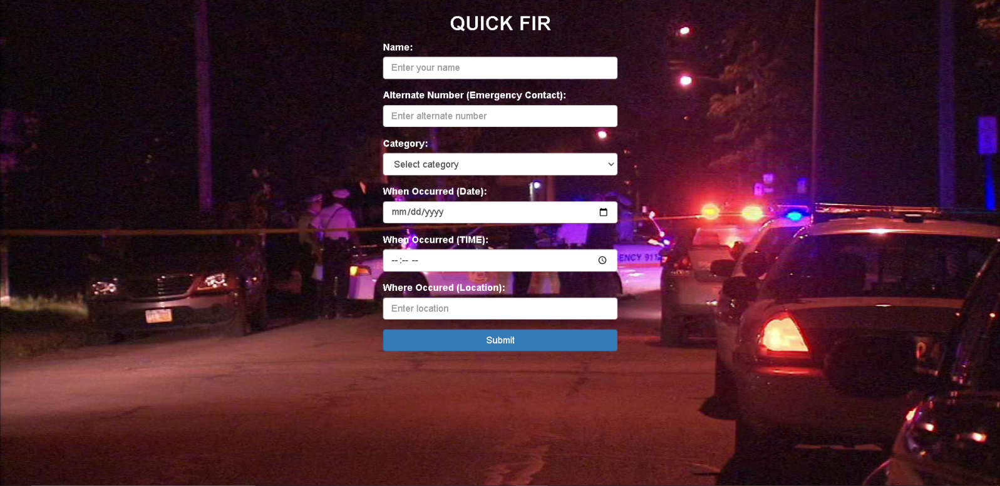 QUICK FIR
Name:
Enter your name
Alternate Number (Emergency Contact):
Enter alternate number
Category:
Select category
When Occurred (Date):
mm/dd/yyyy
When Occurred (TIME):
--:-- --
ENCY 911
Where Occured (Location):
Enter location
Submit